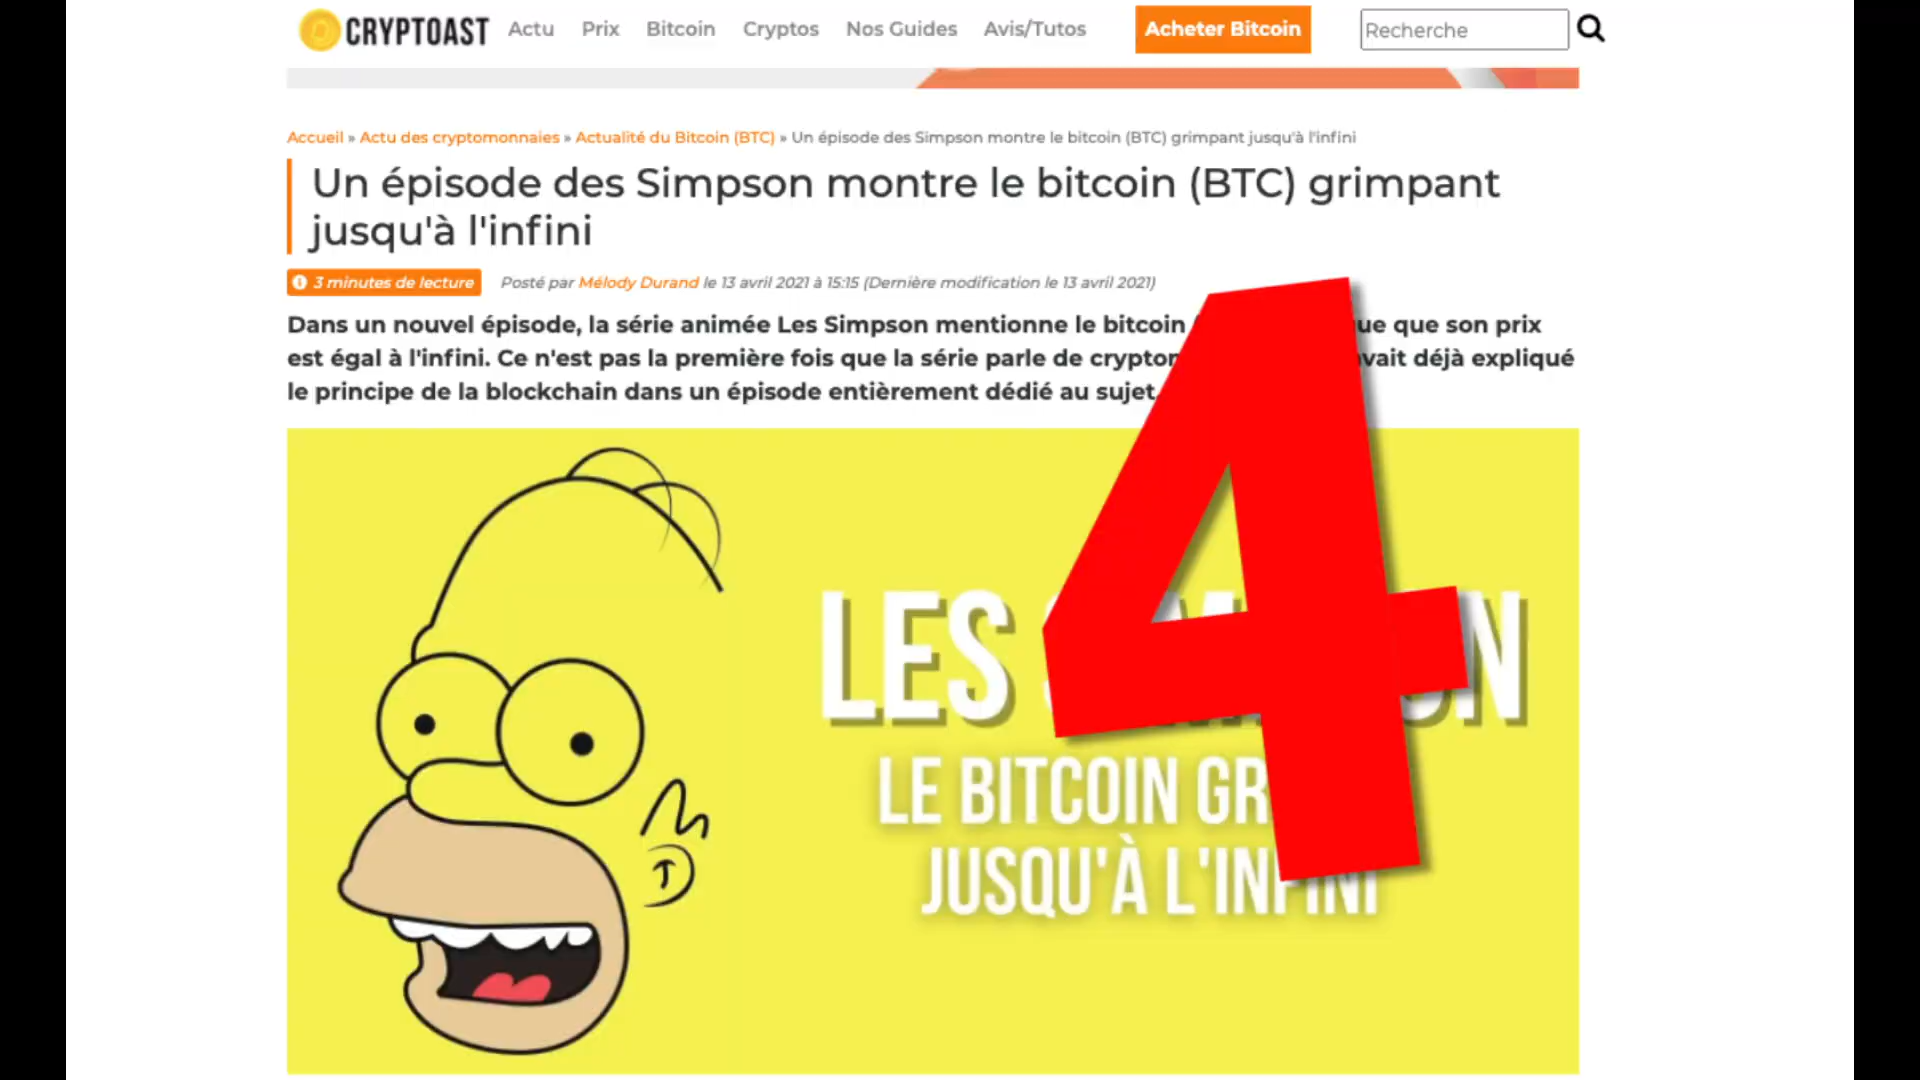 CRYPTOAST Actu Prix Bitcoin Cryptos Nos Guides Avis/Tutos Acheter Bitcoin Recherche
Accueil » Actu des cryptomonnaies » Actualité du Bitcoin (BTC) » Un épisode des Simpson montre le bitcoin (BTC) grimpant jusqu'à l'infini
Un épisode des Simpson montre le bitcoin (BTC) grimpant
jusqu'à l'infini
3 minutes de lecture Posté par Mélody Durand le 13 avril 2021 à 15:15 (Dernière modification le 13 avril 2021)
Dans un nouvel épisode, la série animée Les Simpson mentionne le bitcoin que son prix
est égal à l'infini. Ce n'est pas la première fois que la série parle de avait déjà expliqué
le principe de la blockchain dans un épisode entièrement dédié au sujet.
4
LES
LE BITCOIN
JUSQU'À L'INFINI